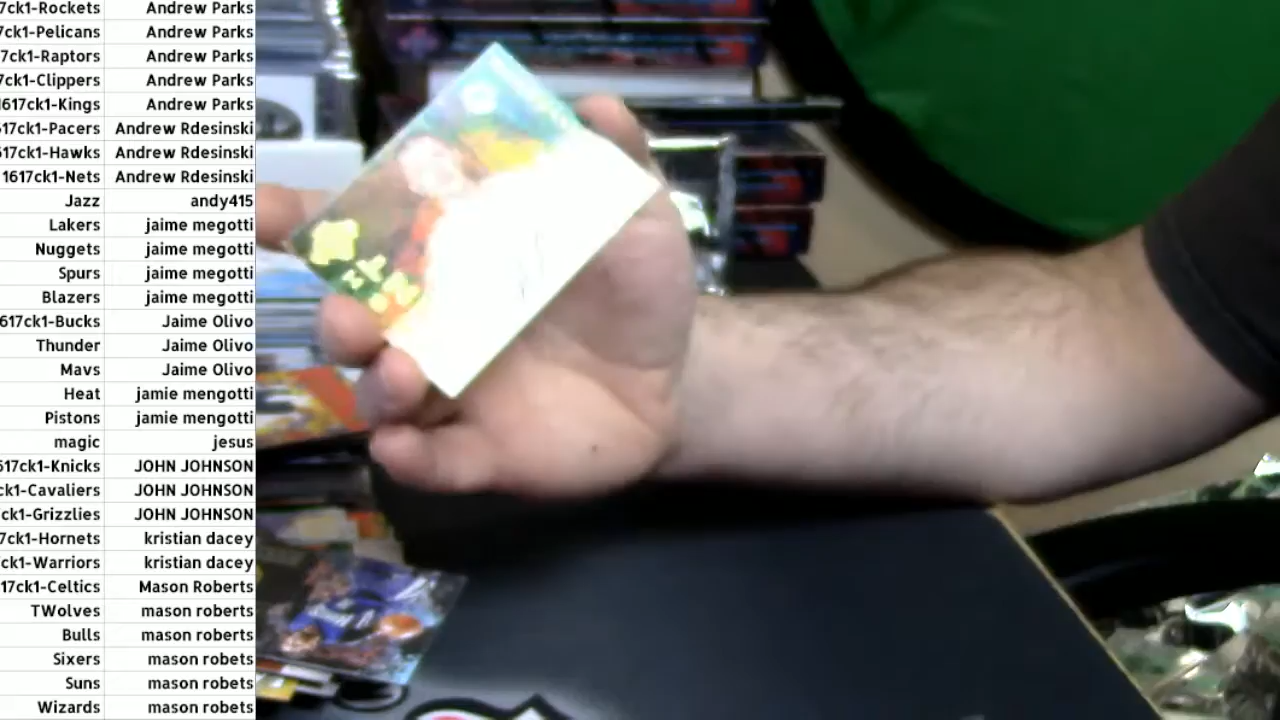 7ck1-Rockets Andrew Parks
7ck1-Pelicans Andrew Parks
7ck1-Raptors Andrew Parks
7ck1-Clippers Andrew Parks
1617ck1-Kings Andrew Parks
17ck1-Pacers Andrew Rdesinski
617ck1-Hawks Andrew Rdesinski
1617ck1-Nets Andrew Rdesinski
Jazz andy415
Lakers jaime megotti
Nuggets jaime megotti
Spurs jaime megotti
Blazers jaime megotti
617ck1-Bucks Jaime Olivo
Thunder Jaime Olivo
Mavs Jaime Olivo
Heat jamie mengotti
Pistons jamie mengotti
magic jesus
617ck1-Knicks JOHN JOHNSON
ck1-Cavaliers JOHN JOHNSON
ck1-Grizzlies JOHN JOHNSON
7ck1-Hornets kristian dacey
ck1-Warriors kristian dacey
17ck1-Celtics Mason Roberts
TWolves mason roberts
Bulls mason roberts
Sixers mason robets
Suns mason robets
Wizards mason robets